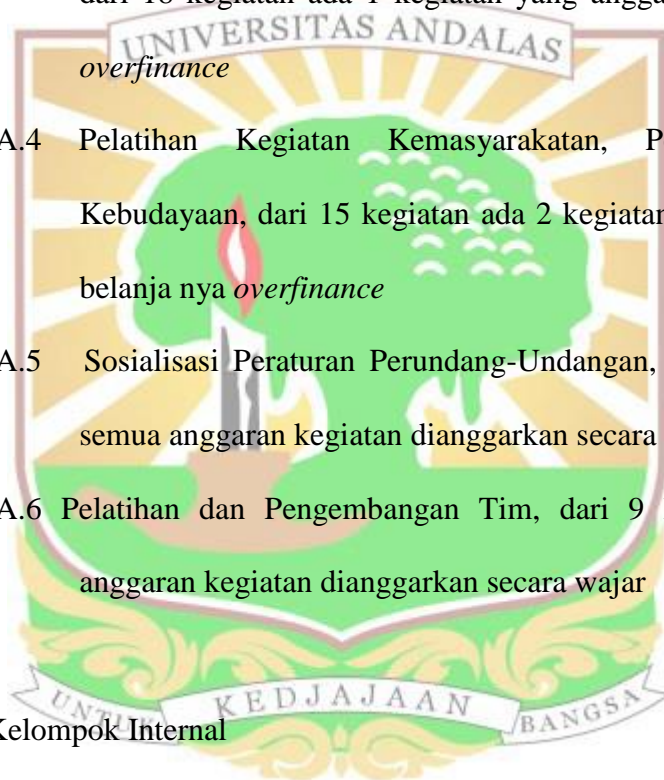 dari 18 kegiatan ada 1 kegiatan yang
UNIVERSITAS ANDALAS
overfinance
A.4 Pelatihan Kegiatan Kemasyarakatan, P
Kebudayaan, dari 15 kegiatan ada 2 kegiatan
belanja nya overfinance
A.5 Sosialisasi Peraturan Perundang-Undangan,
semua anggaran kegiatan dianggarkan secara
A.6 Pelatihan dan Pengembangan Tim, dari 9
anggaran kegiatan dianggarkan secara wajar
UNTUK KEDJAJAAN BANGSA
Kelompok Internal